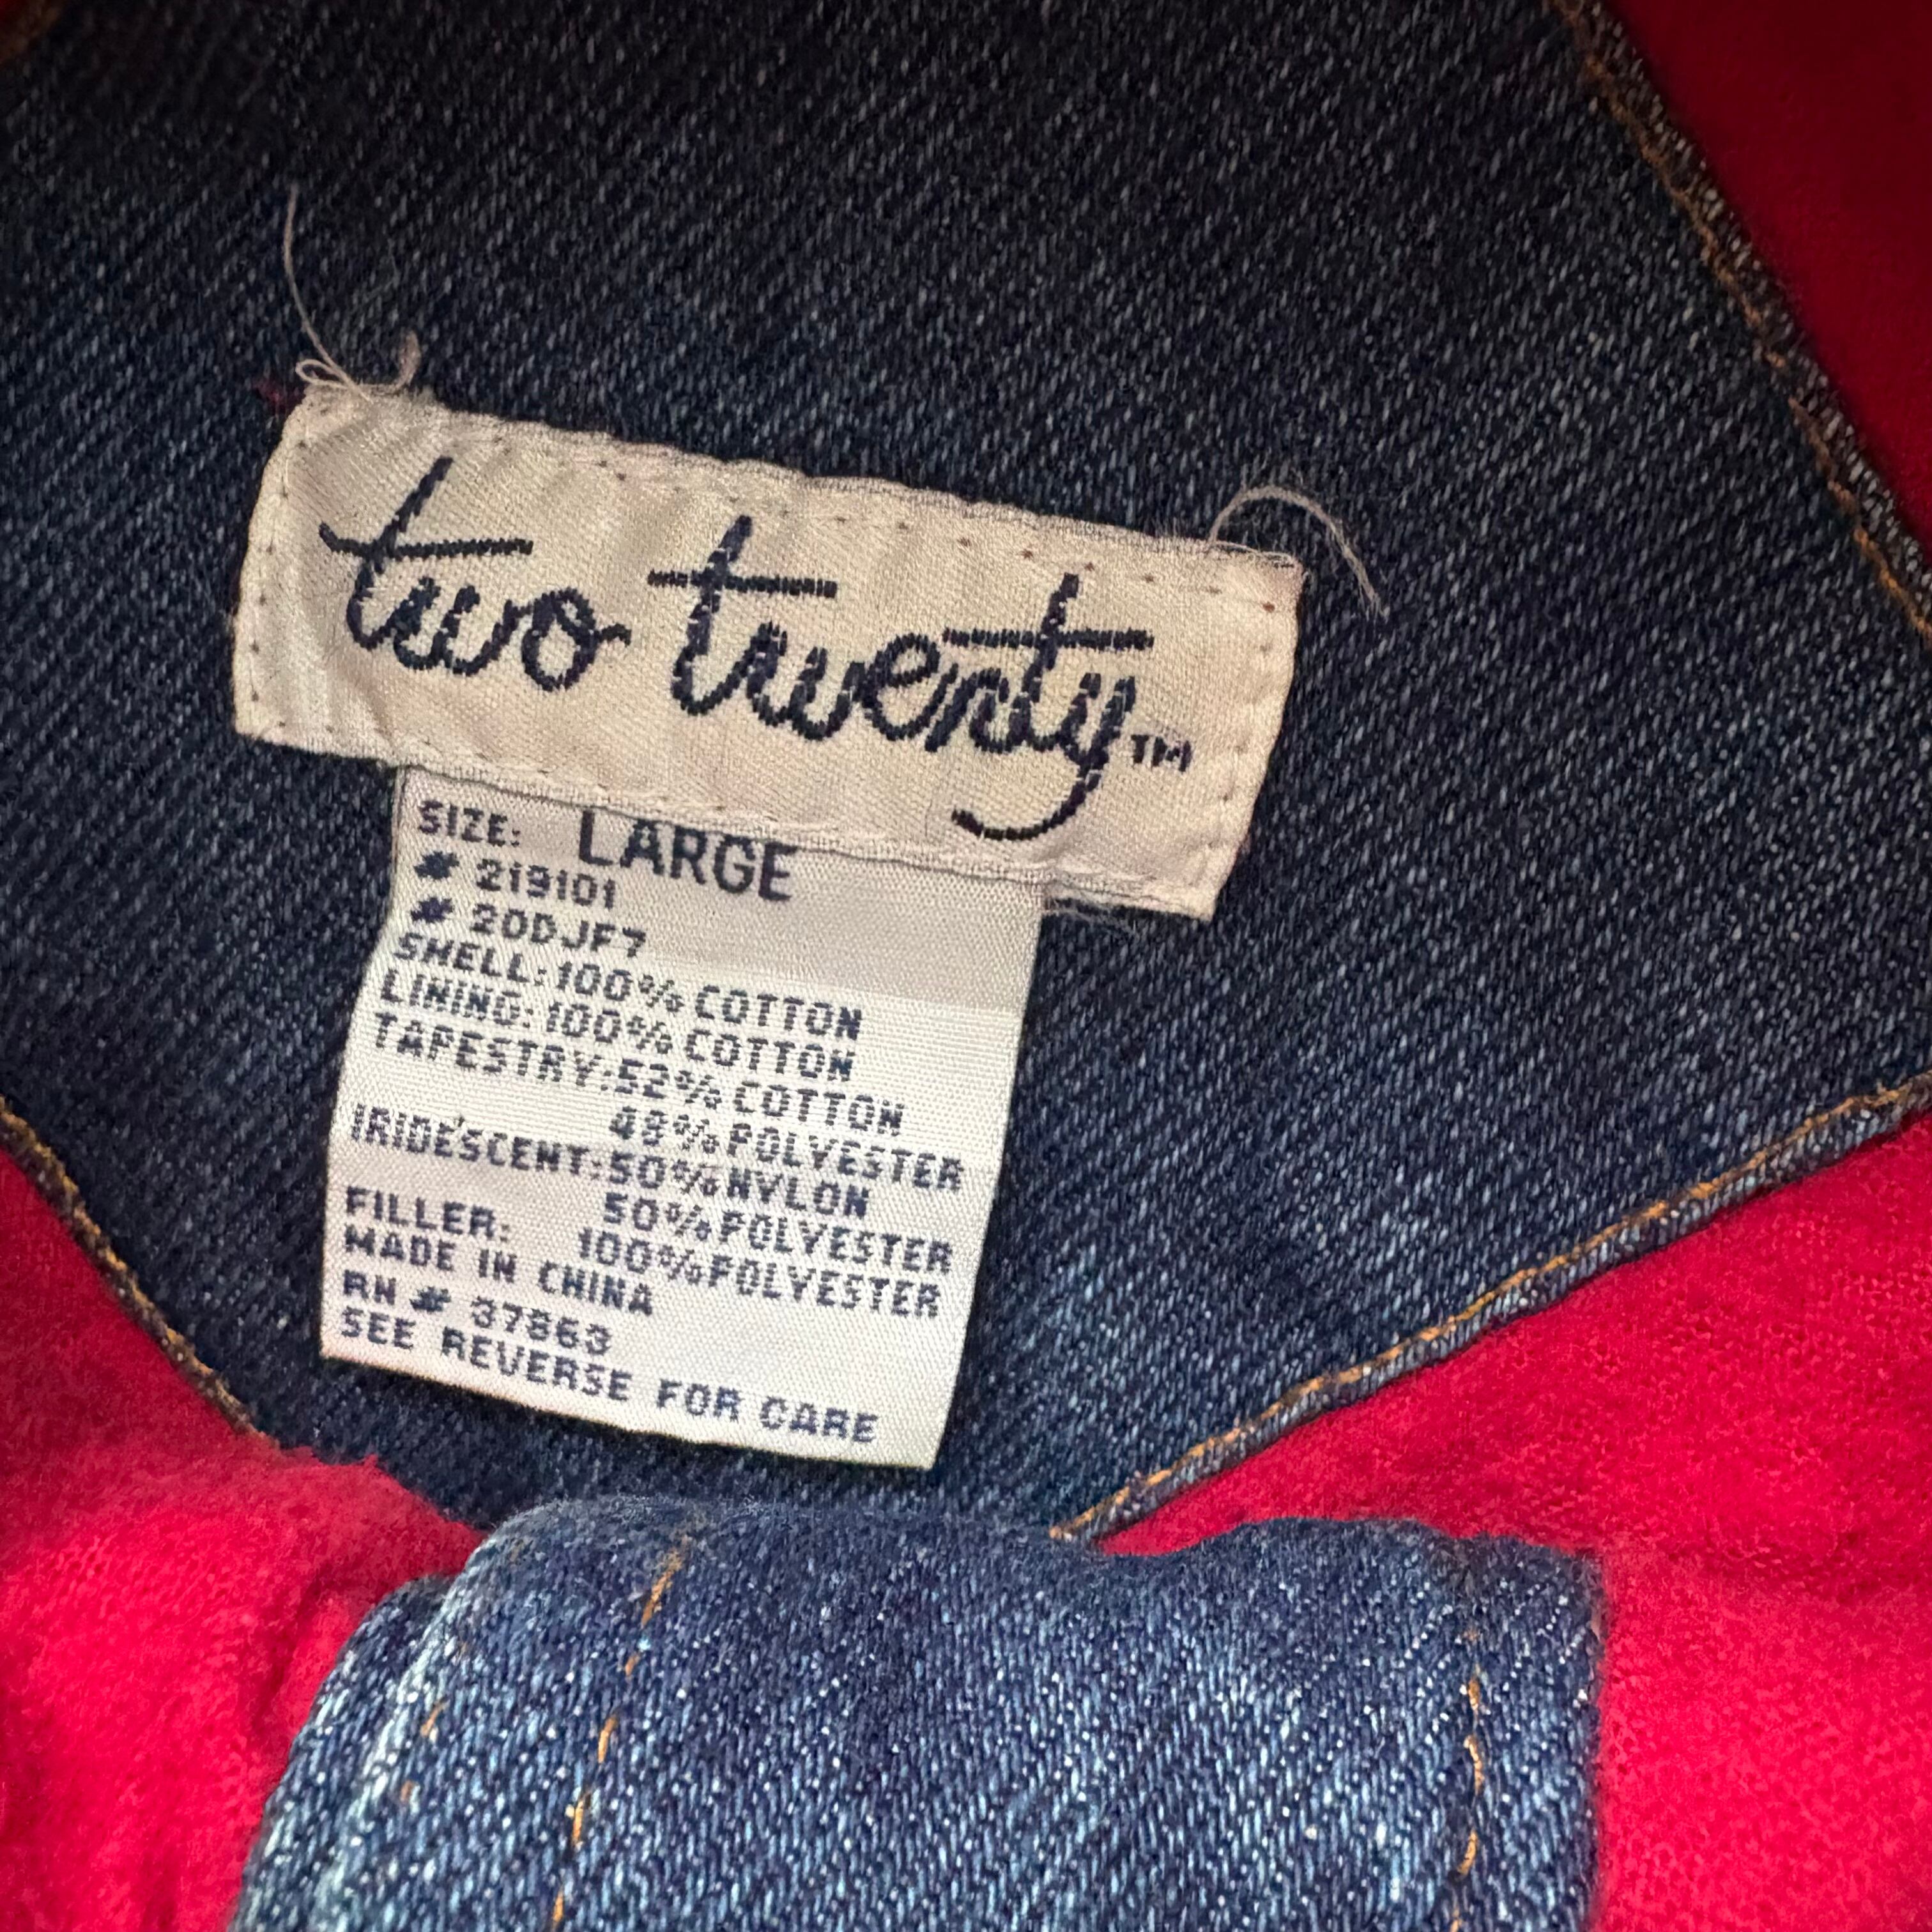 two twenty™
SIZE: LARGE
# 219101
# 20DJF7
SHELL: 100% COTTON
LINING: 100% COTTON
TAPESTRY: 52% COTTON
48% POLYESTER
IRIDESCENT: 50% NYLON
50% POLYESTER
FILLER: 100% POLYESTER
MADE IN CHINA
RN # 37863
SEE REVERSE FOR CARE